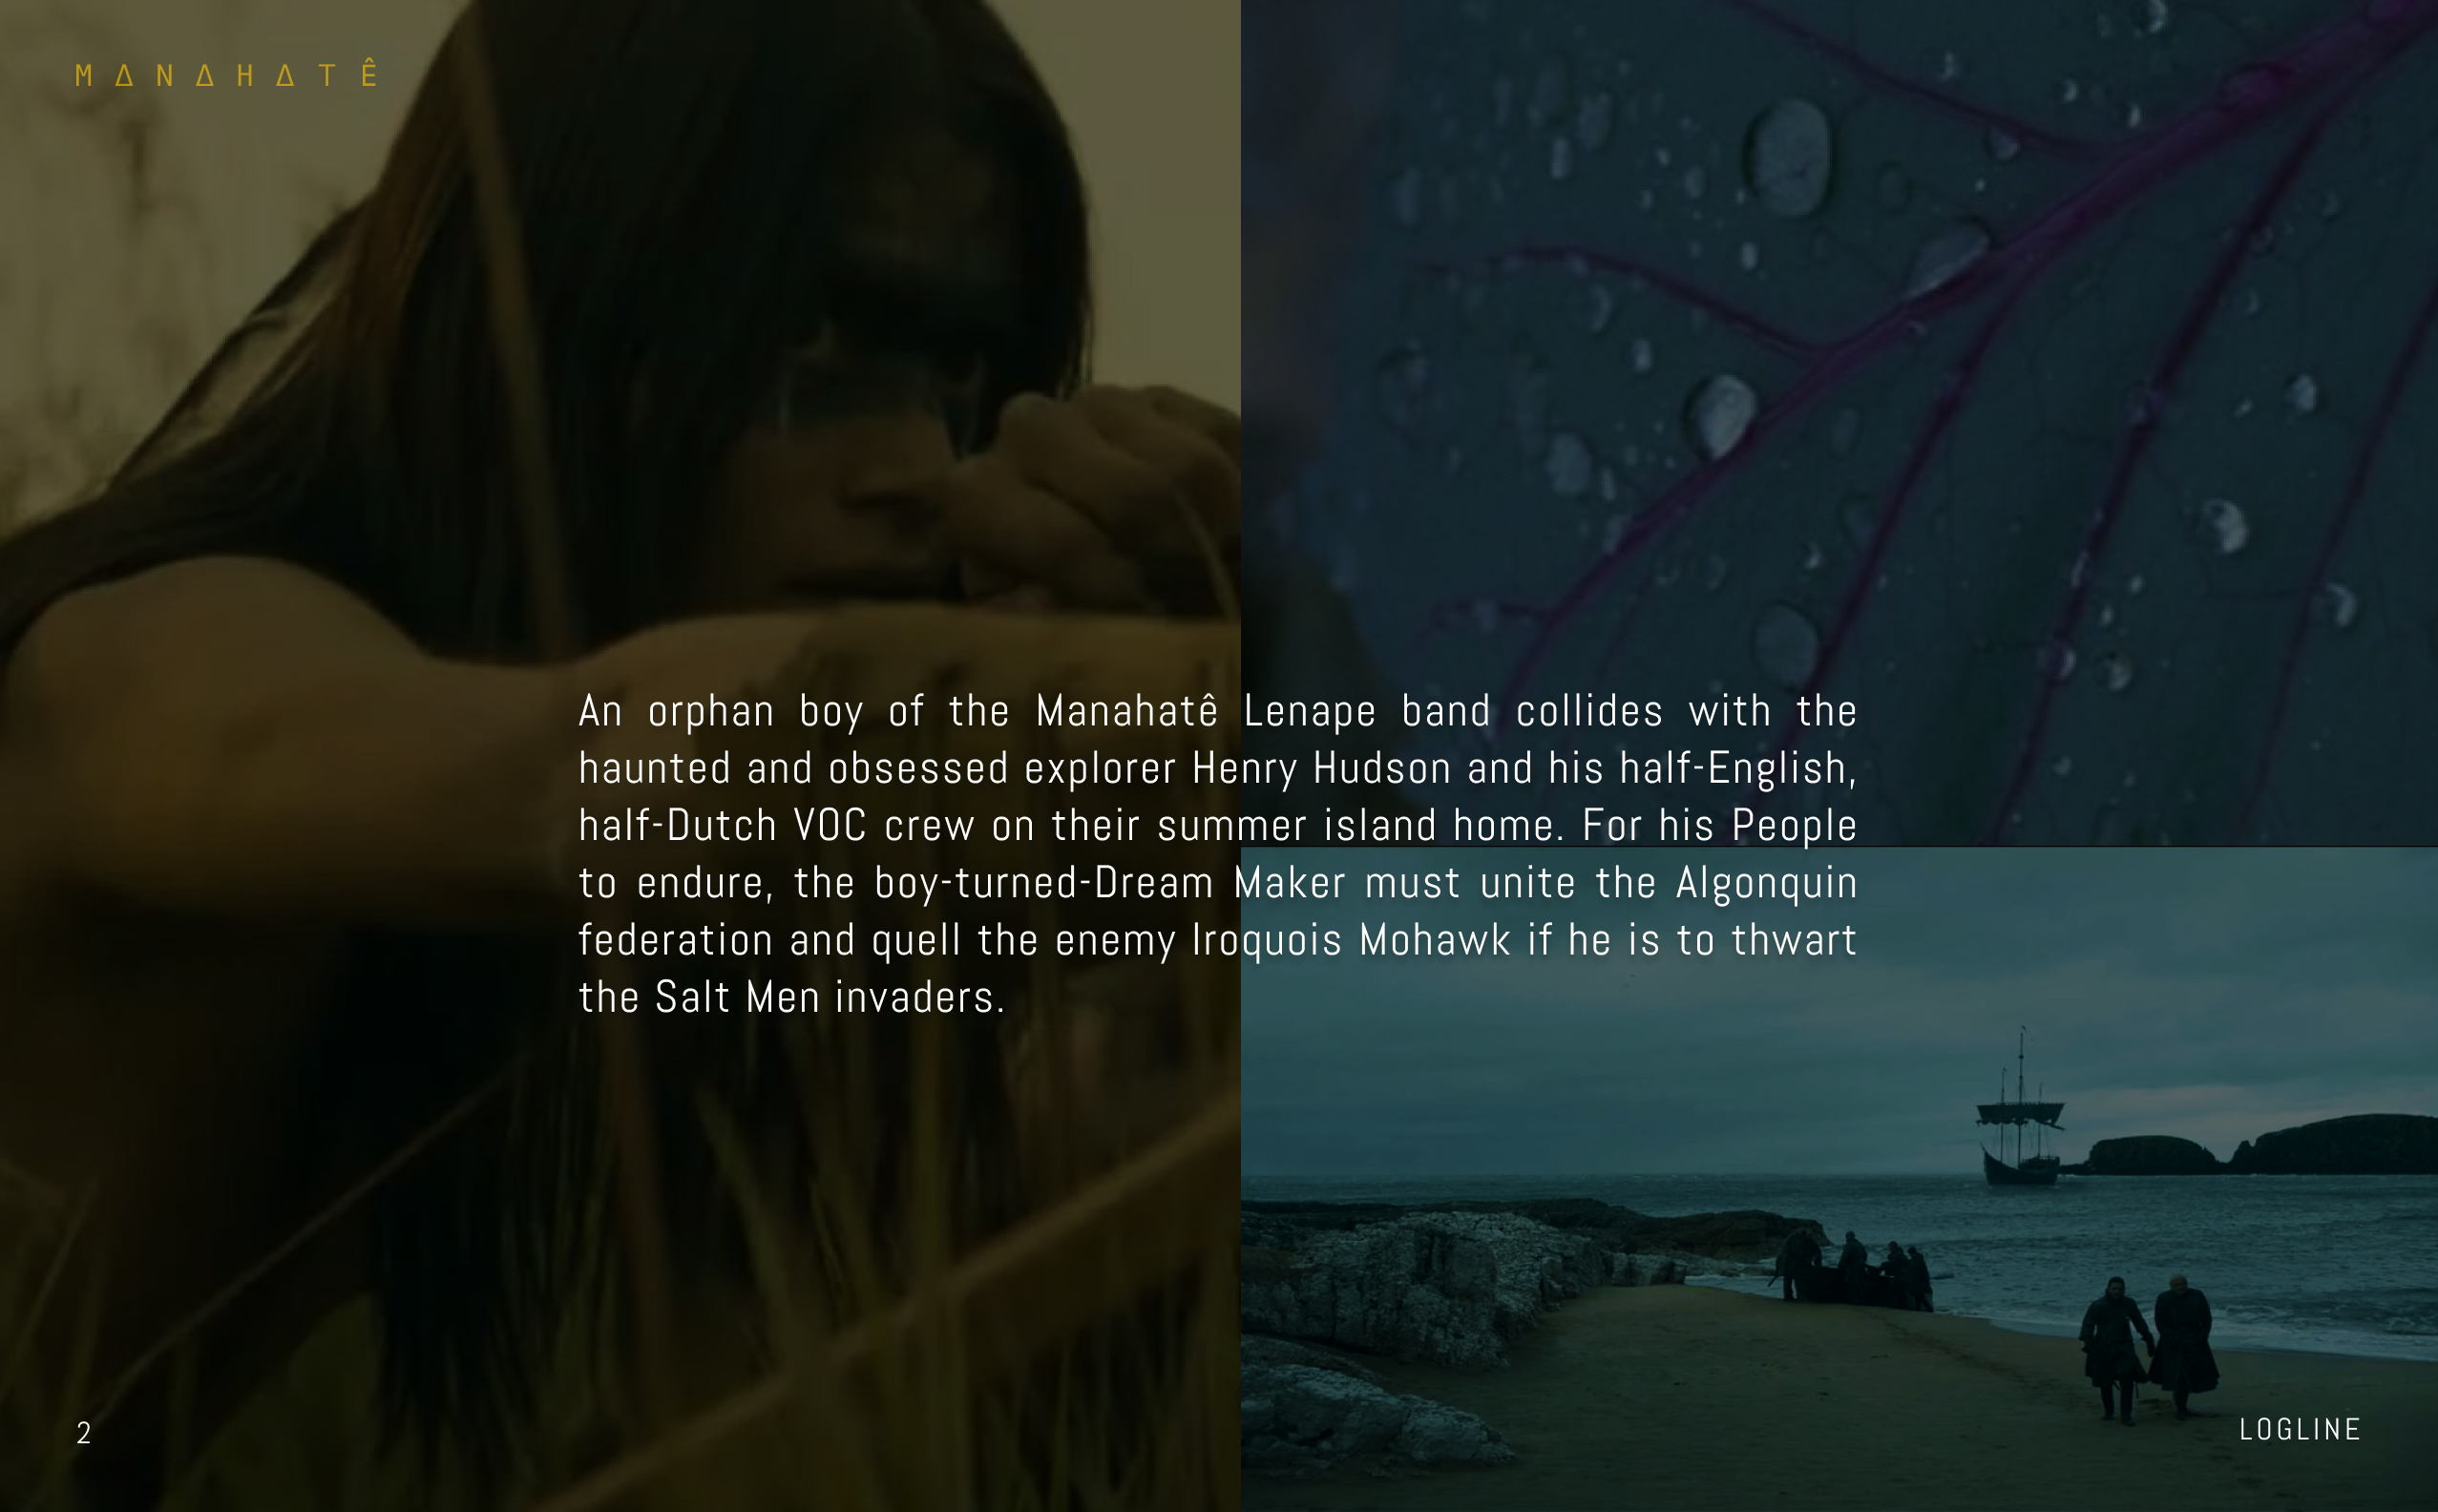 M Δ N Δ H Δ T Ê
An orphan boy of the Manahatê Lenape band collides with the
haunted and obsessed explorer Henry Hudson and his half-English,
half-Dutch VOC crew on their summer island home. For his People
to endure, the boy-turned-Dream Maker must unite the Algonquin
federation and quell the enemy Iroquois Mohawk if he is to thwart
the Salt Men invaders.
2
LOGLINE